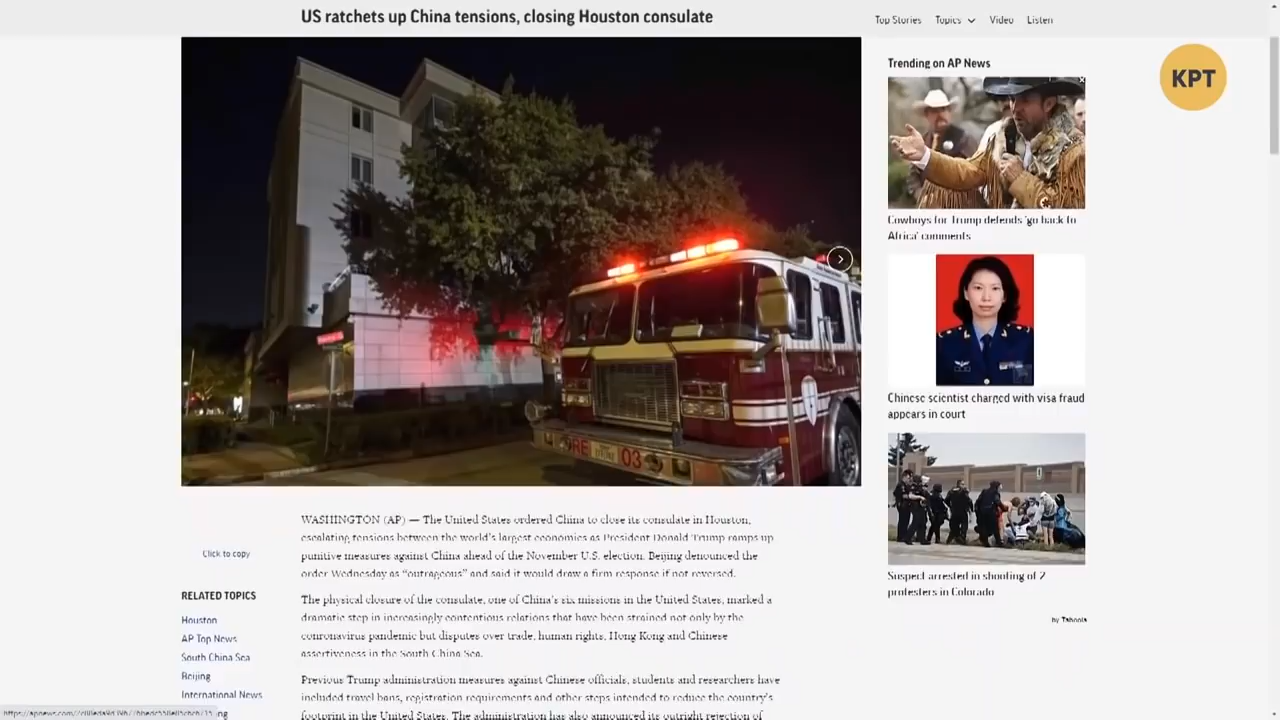 US ratchets up China tensions, closing Houston consulate
Top Stories Topics Video Listen
KPT
Trending on AP News
Cowboys for Trump defends 'go back to
Africa' comments
Chinese scientist charged with visa fraud
appears in court
Suspect arrested in shooting of 2
protesters in Colorado
by Taboola
RE 03
WASHINGTON (AP) — The United States ordered China to close its consulate in Houston,
escalating tensions between the world's largest economies as President Donald Trump ramps up
punitive measures against China ahead of the November U.S. election. Beijing denounced the
order Wednesday as “outrageous” and said it would draw a firm response if not reversed.
The physical closure of the consulate, one of China's six missions in the United States, marked a
dramatic step in increasingly contentious relations that have been strained not only by the
coronavirus pandemic but disputes over trade, human rights, Hong Kong and Chinese
assertiveness in the South China Sea.
Previous Trump administration measures against Chinese officials, students and researchers have
included travel bans, registration requirements and other steps intended to reduce the country's
footprint in the United States. The administration has also announced its outright rejection of
Click to copy
RELATED TOPICS
Houston
AP Top News
South China Sea
Beijing
International News
ng